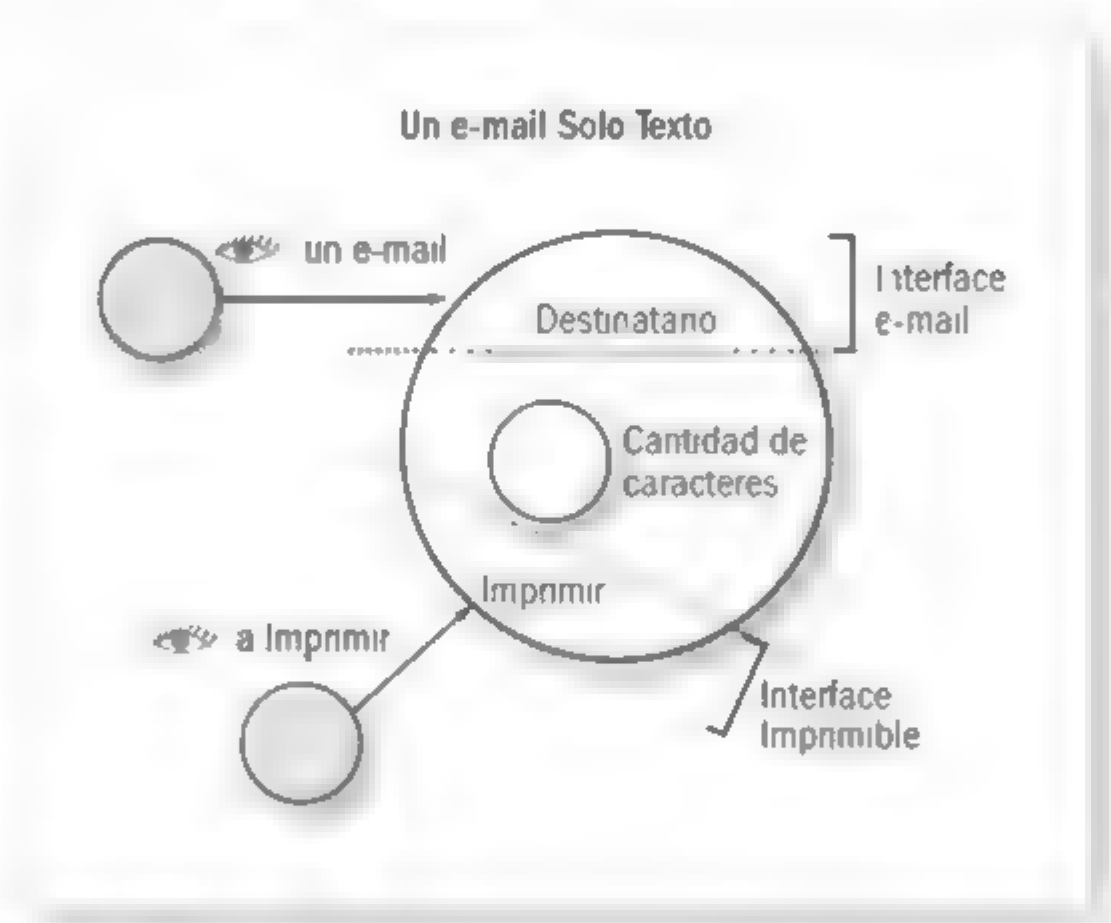 Un e-mail Solo Texto
un e-mail
Interface
e-mail
Destinatario
Cantidad de
caracteres
Imprimir
a Imprimir
Interface
Imprimible